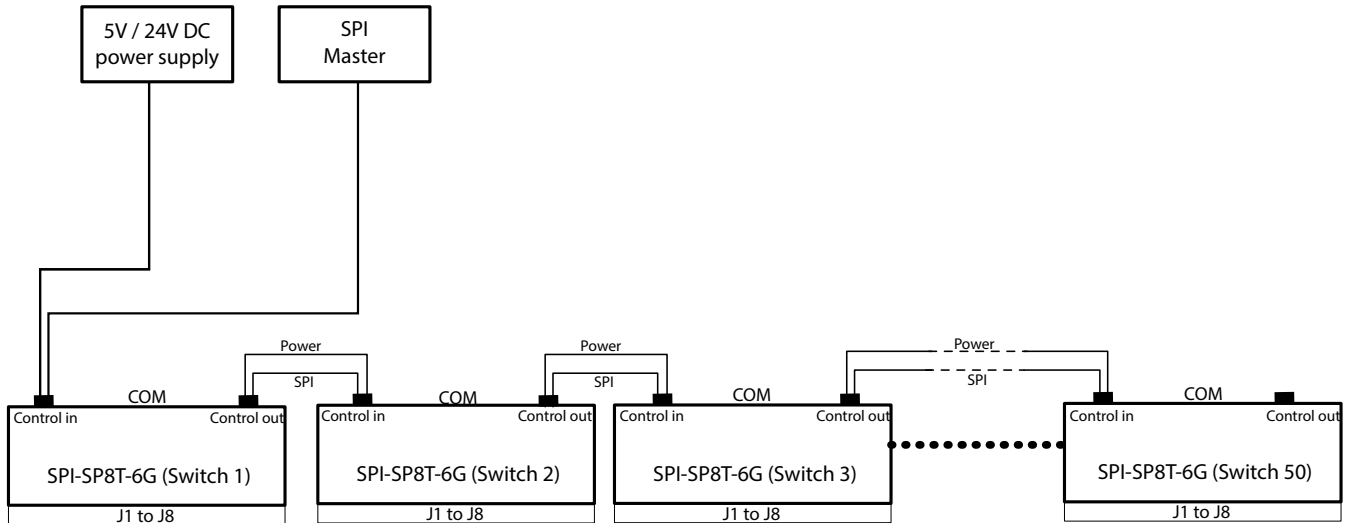 5V / 24V DC
power supply
SPI
Master
Power
SPI
Power
SPI
Power
SPI
COM
Control in
Control out
SPI-SP8T-6G (Switch 1)
J1 to J8
COM
Control in
Control out
SPI-SP8T-6G (Switch 2)
J1 to J8
COM
Control in
Control out
SPI-SP8T-6G (Switch 3)
J1 to J8
COM
Control in
Control out
SPI-SP8T-6G (Switch 50)
J1 to J8